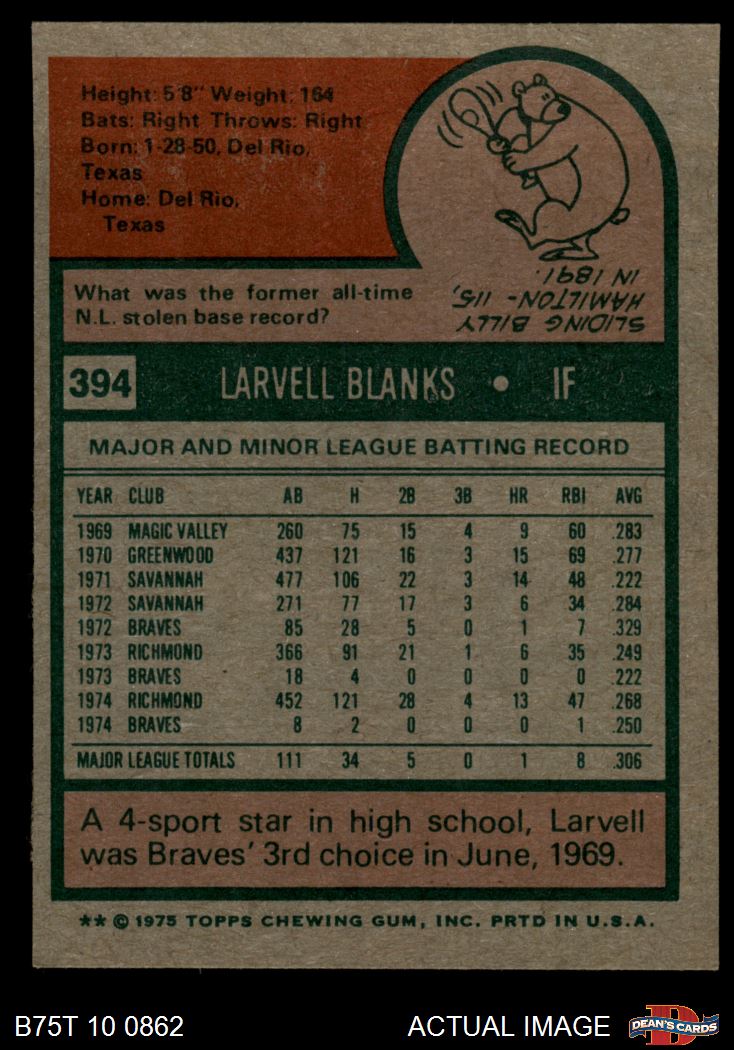 Height: 5'8" Weight: 164
Bats: Right Throws: Right
Born: 1-28-50, Del Rio,
Texas
Home: Del Rio,
Texas
What was the former all-time
N.L. stolen base record?
SLIDING BILLY
HAMILTON - 115,
IN 1891.
394 LARVELL BLANKS • IF
MAJOR AND MINOR LEAGUE BATTING RECORD
YEAR CLUB AB H 2B 3B HR RBI AVG
1969 MAGIC VALLEY 260 75 15 4 9 60 .283
1970 GREENWOOD 437 121 16 3 15 69 .277
1971 SAVANNAH 477 106 22 3 14 48 .222
1972 SAVANNAH 271 77 17 3 6 34 .284
1972 BRAVES 85 28 5 0 1 7 .329
1973 RICHMOND 366 91 21 1 6 35 .249
1973 BRAVES 18 4 0 0 0 0 .222
1974 RICHMOND 452 121 28 4 13 47 .268
1974 BRAVES 8 2 0 0 0 1 .250
MAJOR LEAGUE TOTALS 111 34 5 0 1 8 .306
A 4-sport star in high school, Larvell
was Braves' 3rd choice in June, 1969.
** © 1975 TOPPS CHEWING GUM, INC. PRTD IN U.S.A.
B75T 10 0862 ACTUAL IMAGE DEAN'S CARDS